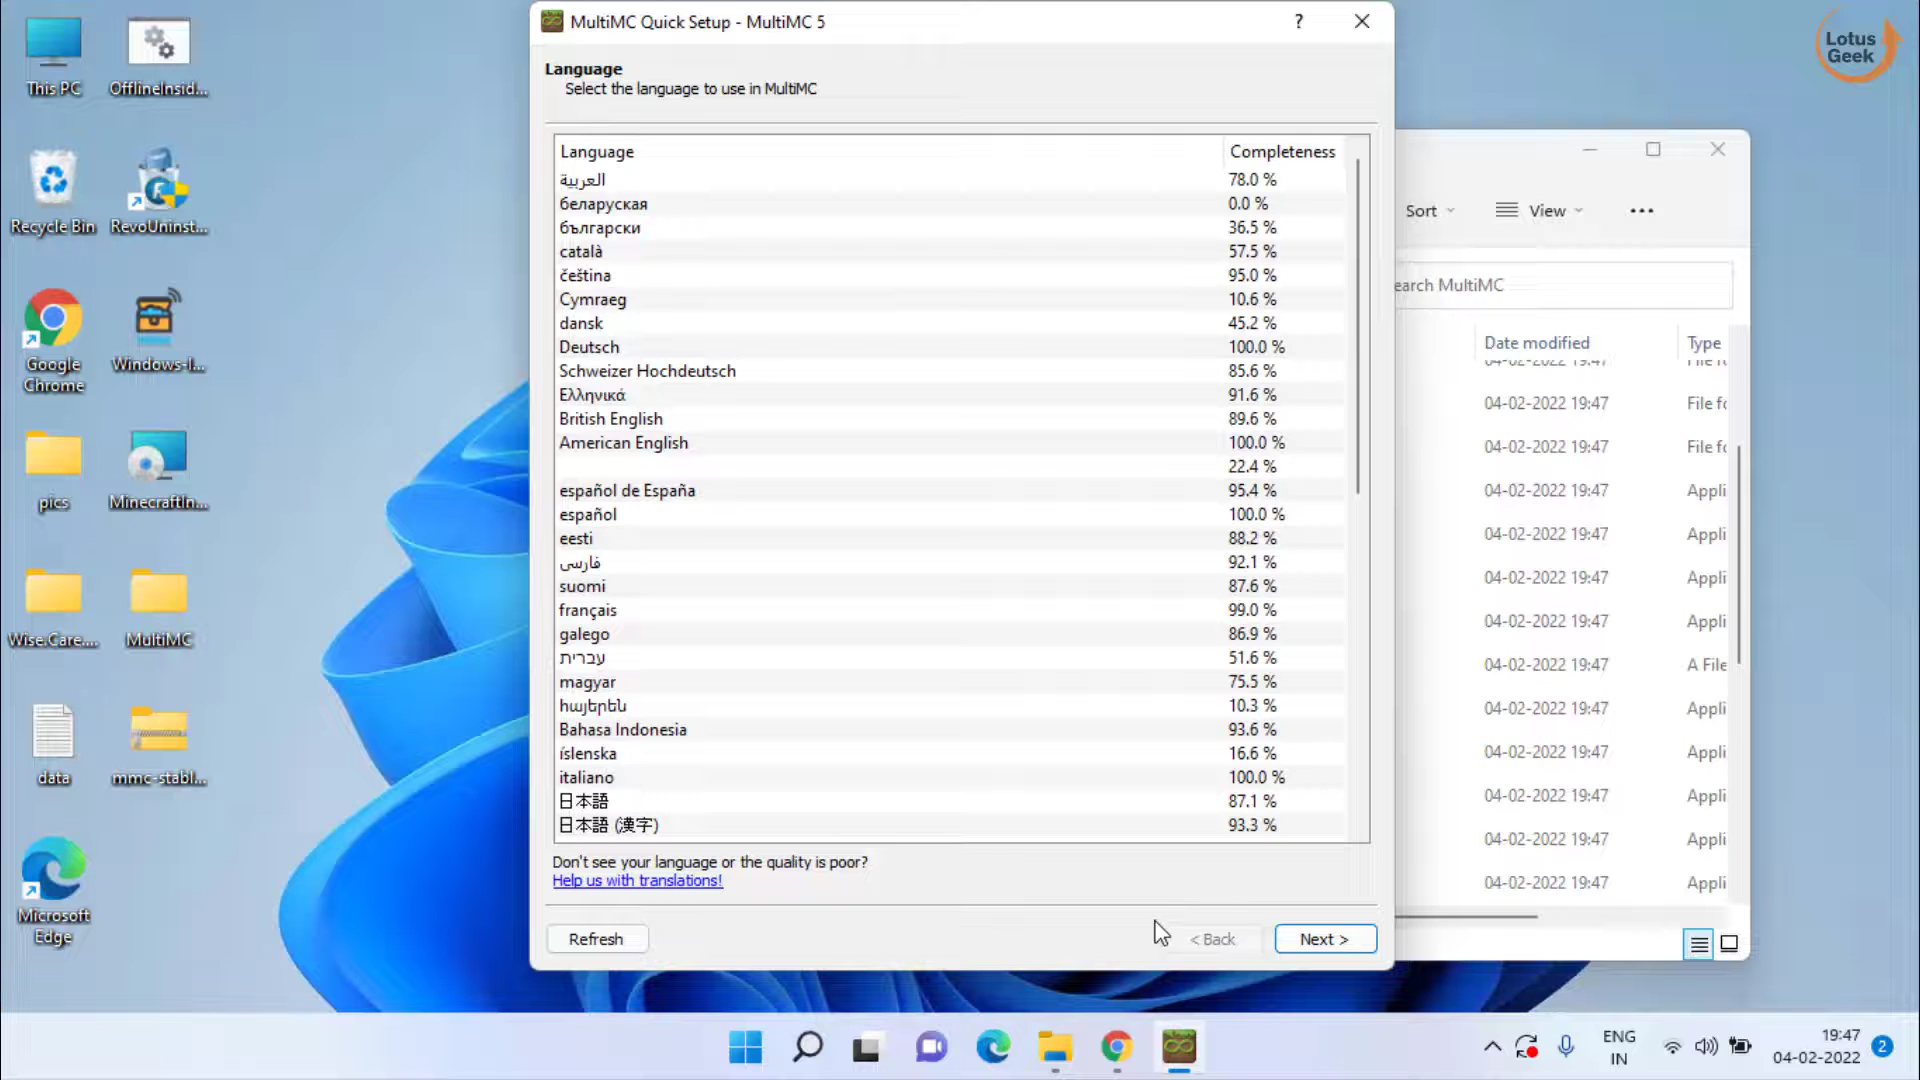 This PC
OfflineInsid...
Recycle Bin
RevoUninst...
Google
Chrome
Windows-I...
pics
MinecraftIn...
Wise.Care....
MultiMC
data
mmc-stabl...
Microsoft
Edge
MultiMC Quick Setup - MultiMC 5
?
Language
Select the language to use in MultiMC
Language Completeness
العربية 78.0 %
беларуская 0.0 %
български 36.5 %
català 57.5 %
čeština 95.0 %
Cymraeg 10.6 %
dansk 45.2 %
Deutsch 100.0 %
Schweizer Hochdeutsch 85.6 %
Ελληνικά 91.6 %
British English 89.6 %
American English 100.0 %
22.4 %
español de España 95.4 %
español 100.0 %
eesti 88.2 %
فارسی 92.1 %
suomi 87.6 %
français 99.0 %
galego 86.9 %
עברית 51.6 %
magyar 75.5 %
հայերեն 10.3 %
Bahasa Indonesia 93.6 %
íslenska 16.6 %
italiano 100.0 %
日本語 87.1 %
日本語 (漢字) 93.3 %
Don't see your language or the quality is poor?
Help us with translations!
Refresh
< Back
Next >
Lotus
Geek
Sort
View
earch MultiMC
Date modified Type
04-02-2022 19:47 File fo
04-02-2022 19:47 File fo
04-02-2022 19:47 Appli
04-02-2022 19:47 Appli
04-02-2022 19:47 Appli
04-02-2022 19:47 Appli
04-02-2022 19:47 A File
04-02-2022 19:47 Appli
04-02-2022 19:47 Appli
04-02-2022 19:47 Appli
04-02-2022 19:47 Appli
04-02-2022 19:47 Appli
ENG
IN
19:47
04-02-2022
2